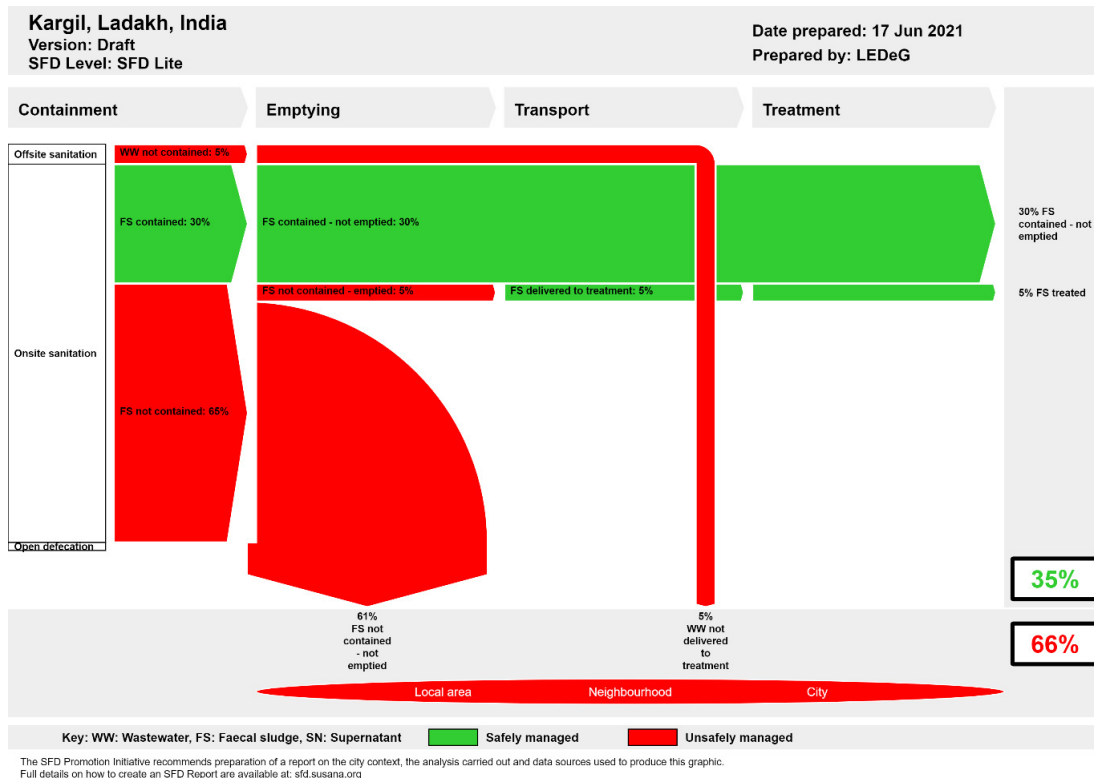 Kargil, Ladakh, India
Version: Draft
SFD Level: SFD Lite
Date prepared: 17 Jun 2021
Prepared by: LEDeG
Containment
Emptying
Transport
Treatment
Offsite sanitation
WW not contained: 5%
FS contained: 30%
FS contained - not emptied: 30%
30% FS
contained - not
emptied
FS not contained - emptied: 5%
FS delivered to treatment: 5%
5% FS treated
Onsite sanitation
FS not contained: 65%
Open defecation
35%
61%
FS not
contained
- not
emptied
5%
WW not
delivered
to
treatment
66%
Local area
Neighbourhood
City
Key: WW: Wastewater, FS: Faecal sludge, SN: Supernatant
Safely managed
Unsafely managed
The SFD Promotion Initiative recommends preparation of a report on the city context, the analysis carried out and data sources used to produce this graphic.
Full details on how to create an SFD Report are available at: sfd.susana.org